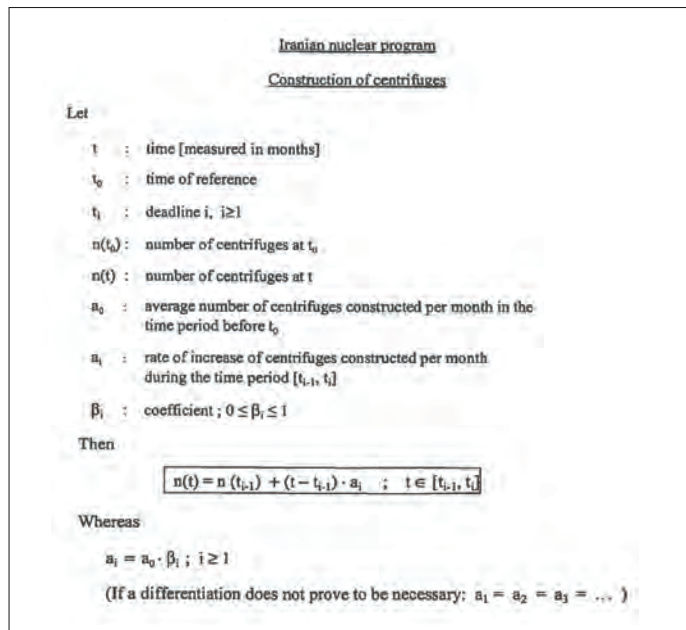 Iranian nuclear program
Construction of centrifuges
Let
t : time [measured in months]
t₀ : time of reference
tᵢ : deadline i, i≥1
n(t₀) : number of centrifuges at t₀
n(t) : number of centrifuges at t
a₀ : average number of centrifuges constructed per month in the
time period before t₀
aᵢ : rate of increase of centrifuges constructed per month
during the time period [tᵢ₋₁, tᵢ]
βᵢ : coefficient ; 0 ≤ βᵢ ≤ 1
Then
n(t) = n (tᵢ₋₁) + (t – tᵢ₋₁) · aᵢ ; t ∈ [tᵢ₋₁, tᵢ]
Whereas
aᵢ = a₀ · βᵢ ; i ≥ 1
(If a differentiation does not prove to be necessary: a₁ = a₂ = a₃ = … )